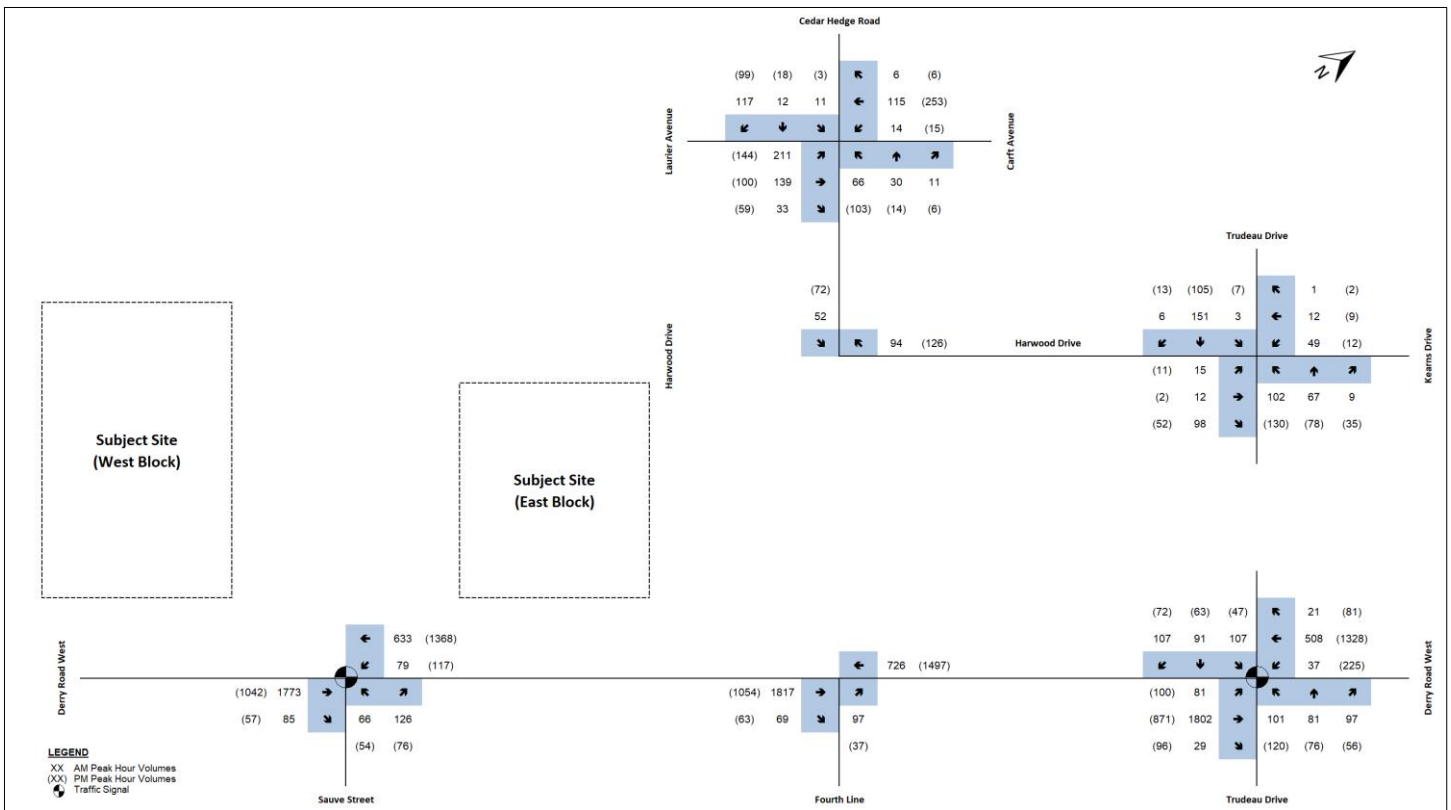 Cedar Hedge Road
N
(99) (18) (3) 6 (6)
117 12 11 115 (253)
14 (15)
Laurier Avenue
Carft Avenue
(144) 211
(100) 139 66 30 11
(59) 33 (103) (14) (6)
Trudeau Drive
(72)
52
94 (126)
Harwood Drive
Harwood Drive
(13) (105) (7) 1 (2)
6 151 3 12 (9)
49 (12)
Kearns Drive
(11) 15
(2) 12 102 67 9
(52) 98 (130) (78) (35)
Subject Site
(West Block)
Subject Site
(East Block)
Derry Road West
633 (1368)
79 (117)
(1042) 1773
(57) 85 66 126
(54) (76)
Sauve Street
726 (1497)
(1054) 1817
(63) 69 97
(37)
Fourth Line
(72) (63) (47) 21 (81)
107 91 107 508 (1328)
37 (225)
(100) 81
(871) 1802 101 81 97
(96) 29 (120) (76) (56)
Trudeau Drive
Derry Road West
LEGEND
XX AM Peak Hour Volumes
(XX) PM Peak Hour Volumes
Traffic Signal